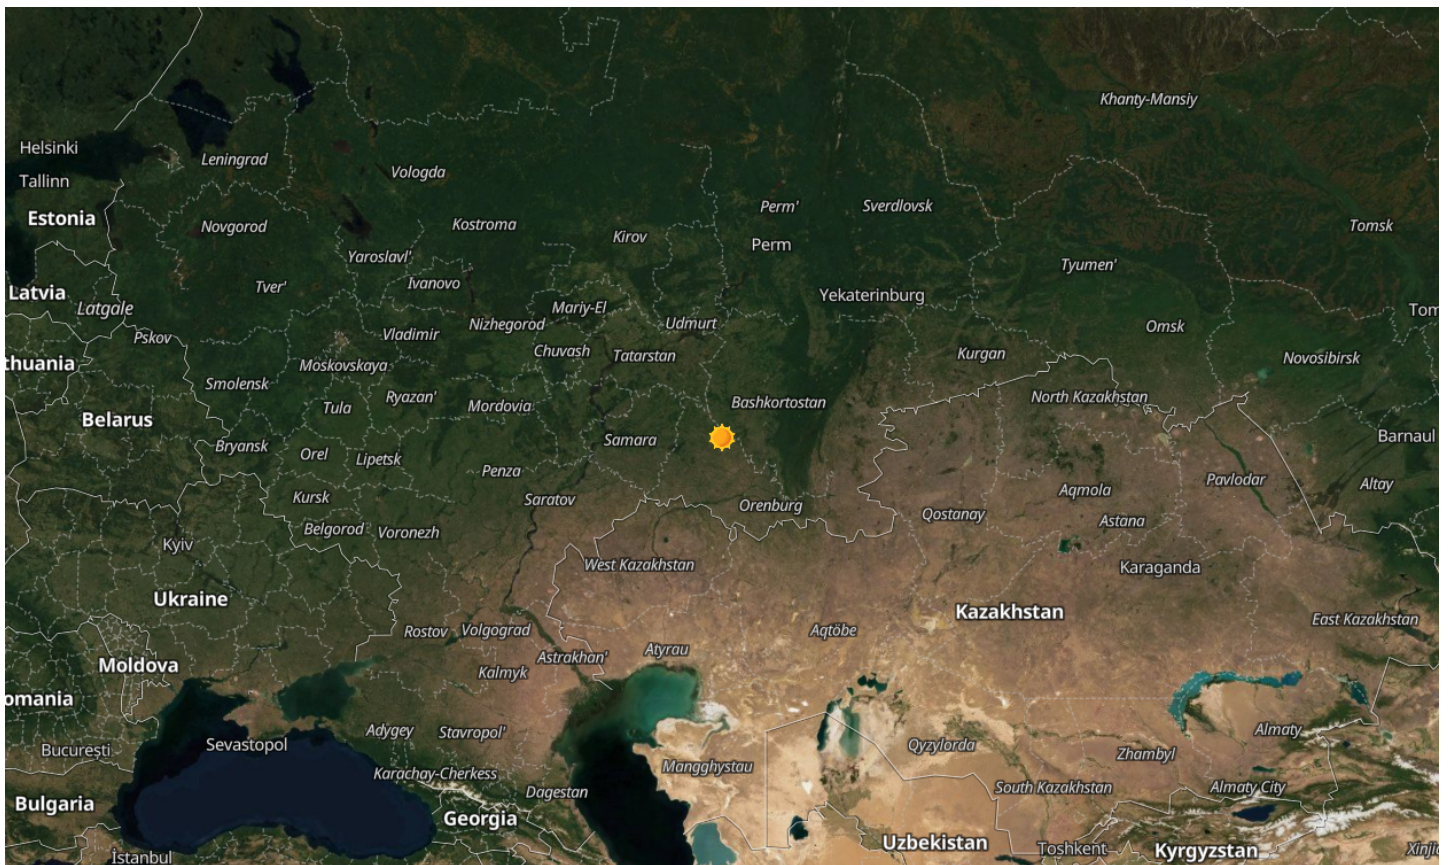 Khanty-Mansiy
Helsinki
Leningrad
Vologda
Tallinn
Perm'
Sverdlovsk
Estonia
Novgorod
Kostroma
Kirov
Tomsk
Perm
Yaroslavl'
Tyumen'
Tver'
Ivanovo
Latvia
Yekaterinburg
Latgale
Mariy-El
Tom
Pskov
Vladimir
Nizhegorod
Udmurt
Omsk
Chuvash
Tatarstan
Kurgan
Novosibirsk
thuania
Moskovskaya
Smolensk
Ryazan'
North Kazakhstan
Tula
Mordovia
Bashkortostan
Belarus
Bryansk
Samara
Barnaul
Orel
Lipetsk
Penza
Pavlodar
Altay
Kursk
Saratov
Orenburg
Aqmola
Qostanay
Astana
Belgorod
Voronezh
Kyiv
West Kazakhstan
Karaganda
Ukraine
Kazakhstan
East Kazakhstan
Rostov
Volgograd
Aqtöbe
Atyrau
Astrakhan'
Moldova
Kalmyk
omania
Adygey
Stavropol'
Almaty
Bucureşti
Sevastopol
Qyzylorda
Zhambyl
Mangghystau
Karachay-Cherkess
Dagestan
South Kazakhstan
Almaty City
Bulgaria
Georgia
Uzbekistan
Toshkent
Kyrgyzstan
Xinji
İstanbul